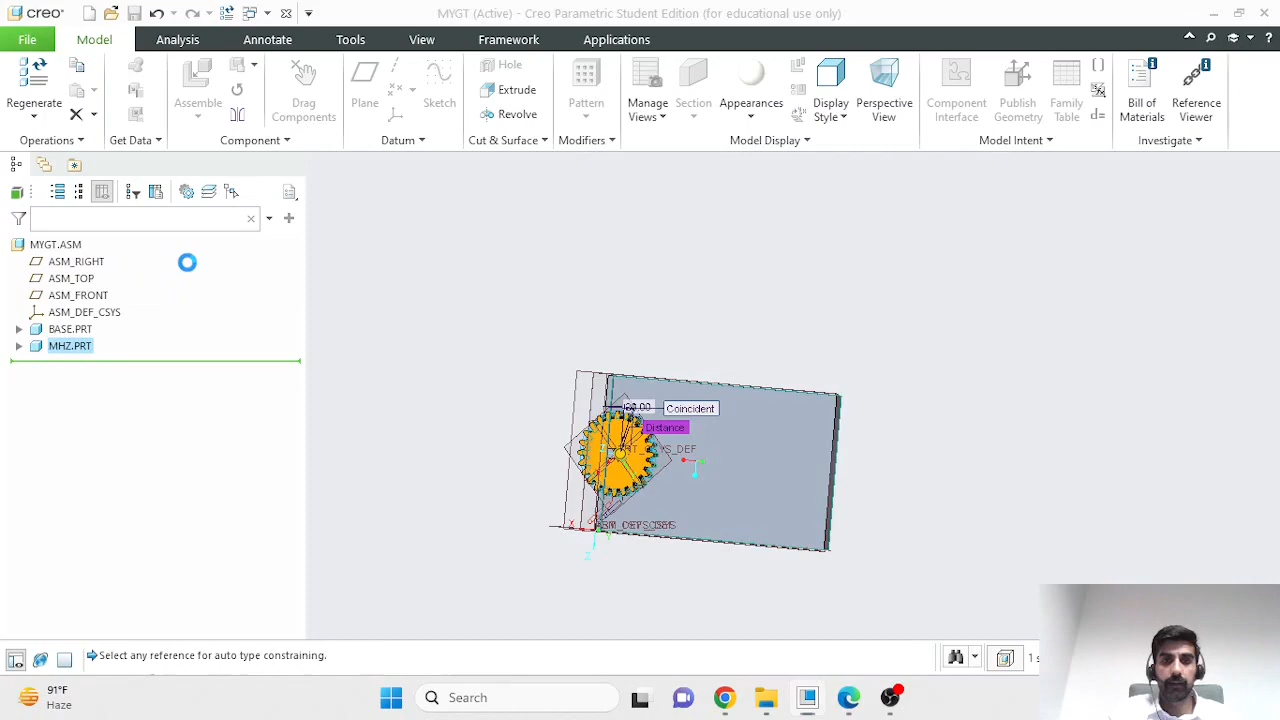 creo®
MYGT (Active) - Creo Parametric Student Edition (for educational use only)
File
Model
Analysis
Annotate
Tools
View
Framework
Applications
Regenerate
Operations
Get Data
Assemble
Drag
Components
Component
Plane
Sketch
Datum
Hole
Extrude
Revolve
Cut & Surface
Pattern
Modifiers
Manage
Views
Section
Appearances
Display
Style
Perspective
View
Model Display
Component
Interface
Publish
Geometry
Family
Table
d=
Model Intent
Bill of
Materials
Reference
Viewer
Investigate
MYGT.ASM
ASM_RIGHT
ASM_TOP
ASM_FRONT
ASM_DEF_CSYS
BASE.PRT
MHZ.PRT
Coincident
Distance
X
Y
Z
Select any reference for auto type constraining.
1 s
91°F
Haze
Search